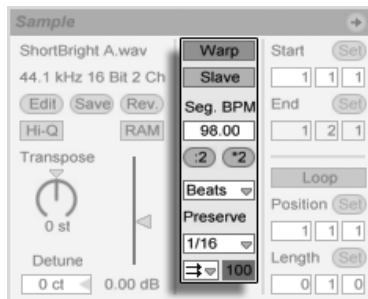 Sample
ShortBright A.wav
44.1 kHz 16 Bit 2 Ch
Edit Save Rev.
Hi-Q RAM
Transpose
0 st
Detune
0 ct 0.00 dB
Warp
Slave
Seg. BPM
98.00
:2 *2
Beats
Preserve
1/16
100
Start Set
1 1 1
End Set
1 2 1
Loop
Position Set
1 1 1
Length Set
0 1 0